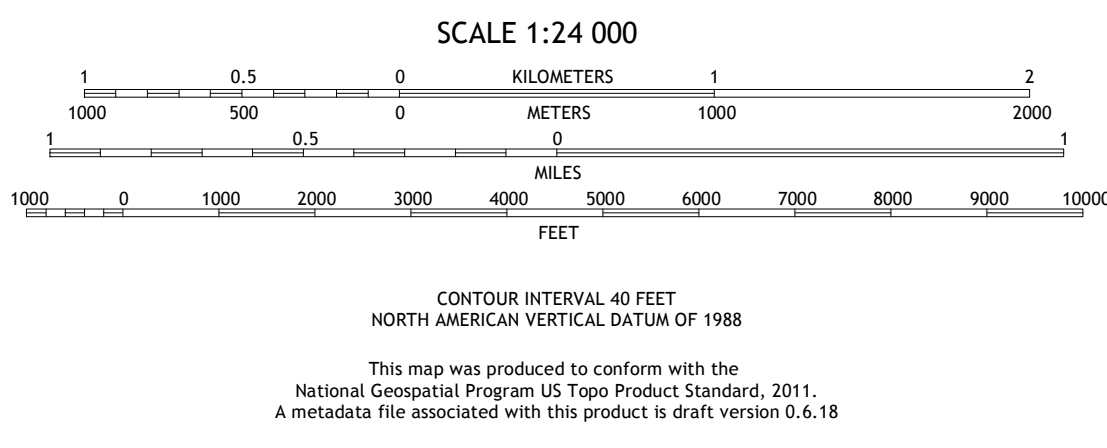 SCALE 1:24 000
1 0.5 0 KILOMETERS 1 2
1000 500 0 METERS 1000 2000
1 0.5 0 1
MILES
1000 0 1000 2000 3000 4000 5000 6000 7000 8000 9000 10000
FEET
CONTOUR INTERVAL 40 FEET
NORTH AMERICAN VERTICAL DATUM OF 1988
This map was produced to conform with the
National Geospatial Program US Topo Product Standard, 2011.
A metadata file associated with this product is draft version 0.6.18